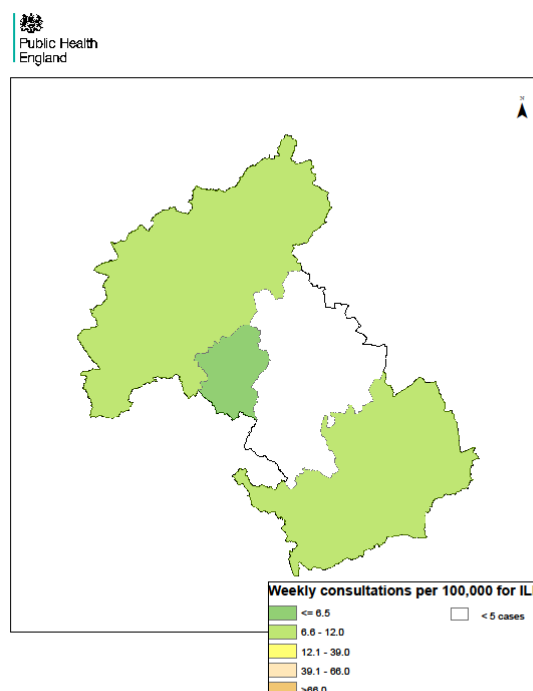 Public Health
England
N
Weekly consultations per 100,000 for ILI
<= 6.5
< 5 cases
6.6 - 12.0
12.1 - 39.0
39.1 - 66.0
>66.0